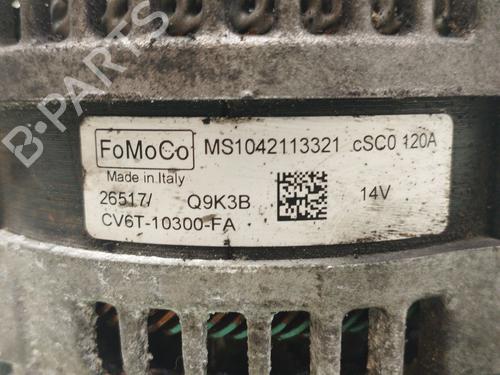 FoMoCo MS1042113321 cSC0 120A
Made in Italy
26517/ Q9K3B 14V
CV6T-10300-FA
B-PARTS